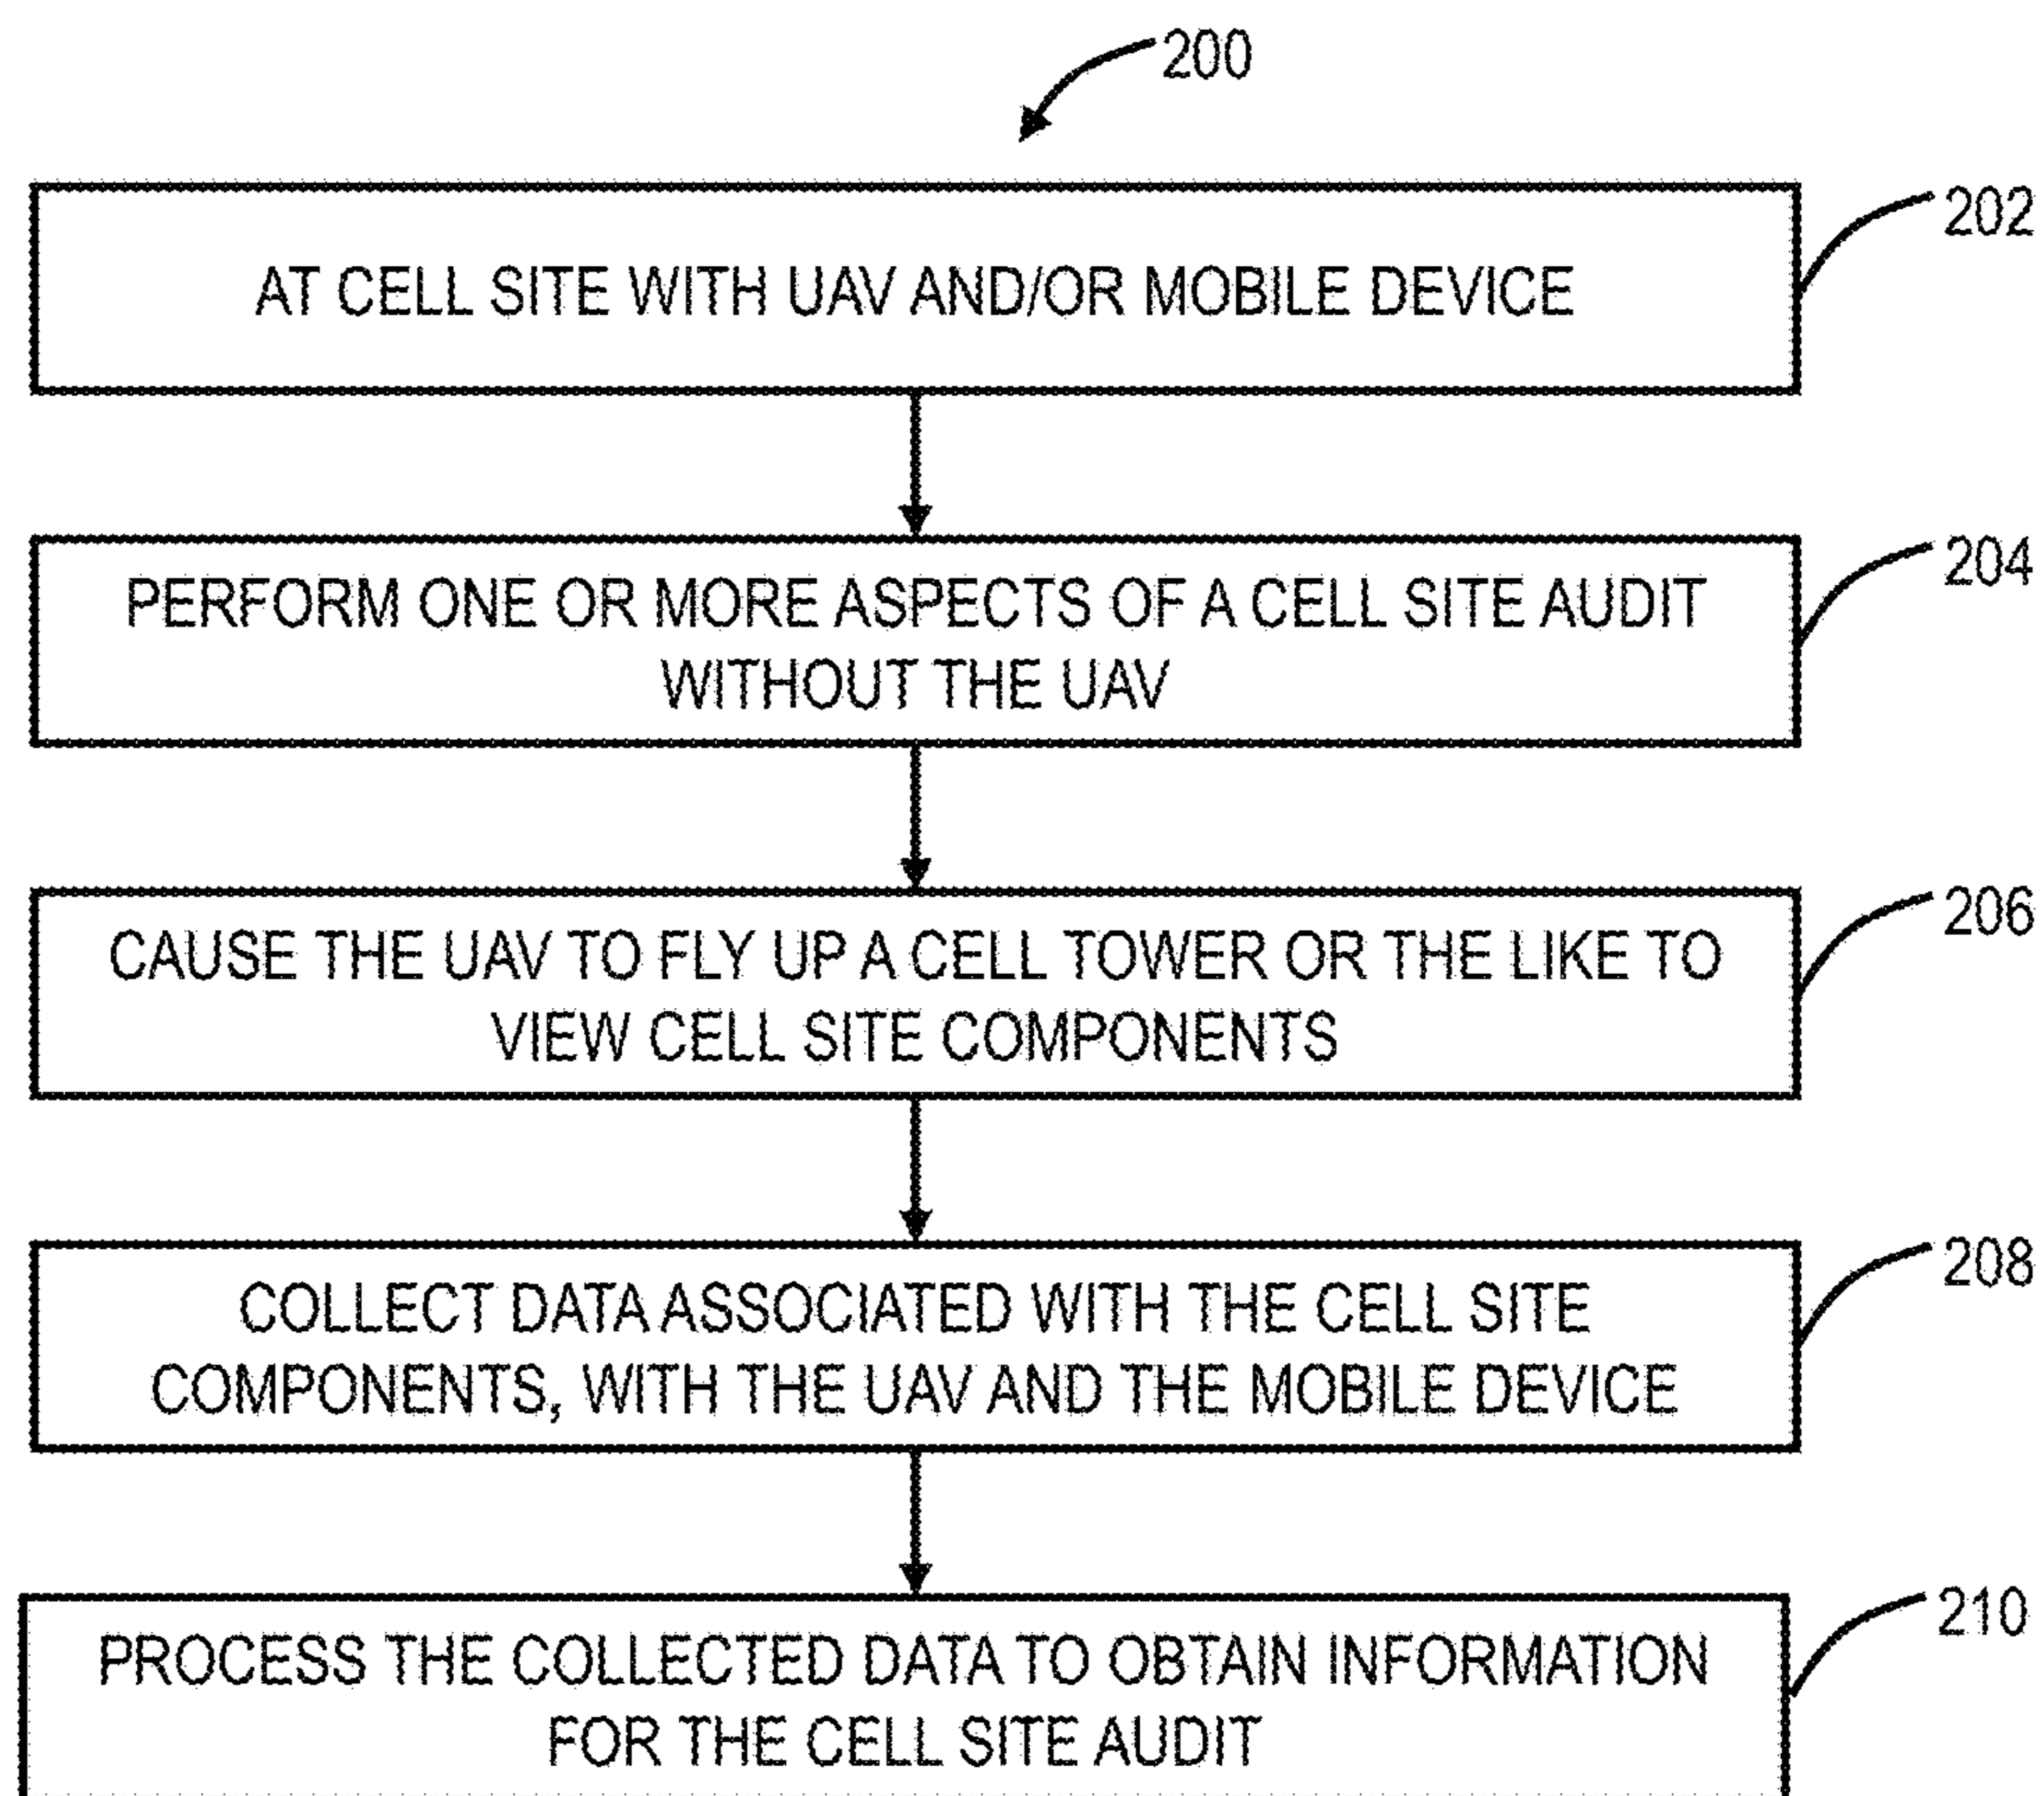 200
AT CELL SITE WITH UAV AND/OR MOBILE DEVICE
202
PERFORM ONE OR MORE ASPECTS OF A CELL SITE AUDIT
WITHOUT THE UAV
204
CAUSE THE UAV TO FLY UP A CELL TOWER OR THE LIKE TO
VIEW CELL SITE COMPONENTS
206
COLLECT DATA ASSOCIATED WITH THE CELL SITE
COMPONENTS, WITH THE UAV AND THE MOBILE DEVICE
208
PROCESS THE COLLECTED DATA TO OBTAIN INFORMATION
FOR THE CELL SITE AUDIT
210